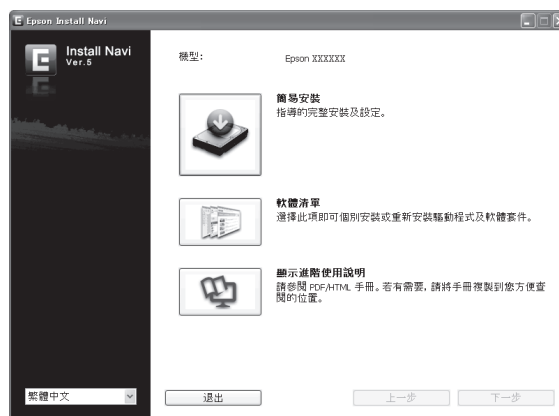 Epson Install Navi
Install Navi
Ver.5
機型:
Epson XXXXXX
簡易安裝
指導的完整安裝及設定。
軟體清單
選擇此項即可個別安裝或重新安裝驅動程式及軟體套件。
顯示進階使用說明
請參閱 PDF/HTML 手冊。若有需要, 請將手冊複製到您方便查
閱的位置。
繁體中文
退出
上一步
下一步